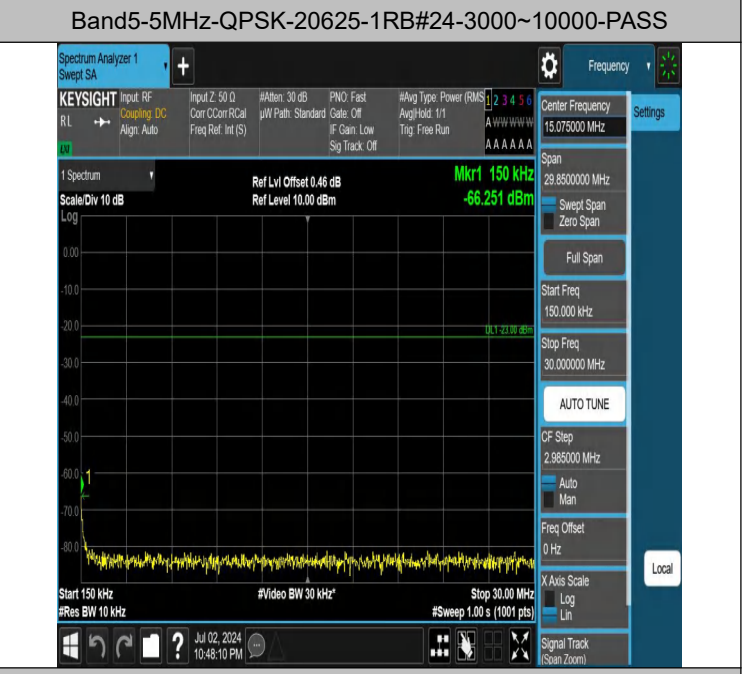 Band5-5MHz-QPSK-20625-1RB#24-3000~10000-PASS
Spectrum Analyzer 1
Swept SA
+
Frequency
KEYSIGHT
RL
LXI
Input: RF
Coupling: DC
Align: Auto
Input Z: 50 Ω
Corr CCorr RCal
Freq Ref: Int (S)
#Atten: 30 dB
µW Path: Standard
PNO: Fast
Gate: Off
IF Gain: Low
Sig Track: Off
#Avg Type: Power (RMS
Avg|Hold: 1/1
Trig: Free Run
1 2 3 4 5 6
A W W W W W
A A A A A A
Center Frequency
15.075000 MHz
Settings
1 Spectrum
Scale/Div 10 dB
Ref Lvl Offset 0.46 dB
Ref Level 10.00 dBm
Mkr1 150 kHz
-66.251 dBm
Log
0.00
-10.0
-20.0
-30.0
-40.0
-50.0
-60.0
-70.0
-80.0
DL1 -23.00 dBm
1
Start 150 kHz
#Res BW 10 kHz
#Video BW 30 kHz*
Stop 30.00 MHz
#Sweep 1.00 s (1001 pts)
Span
29.8500000 MHz
Swept Span
Zero Span
Full Span
Start Freq
150.000 kHz
Stop Freq
30.000000 MHz
AUTO TUNE
CF Step
2.985000 MHz
Auto
Man
Freq Offset
0 Hz
X Axis Scale
Log
Lin
Signal Track
(Span Zoom)
Local
?
Jul 02, 2024
10:48:10 PM